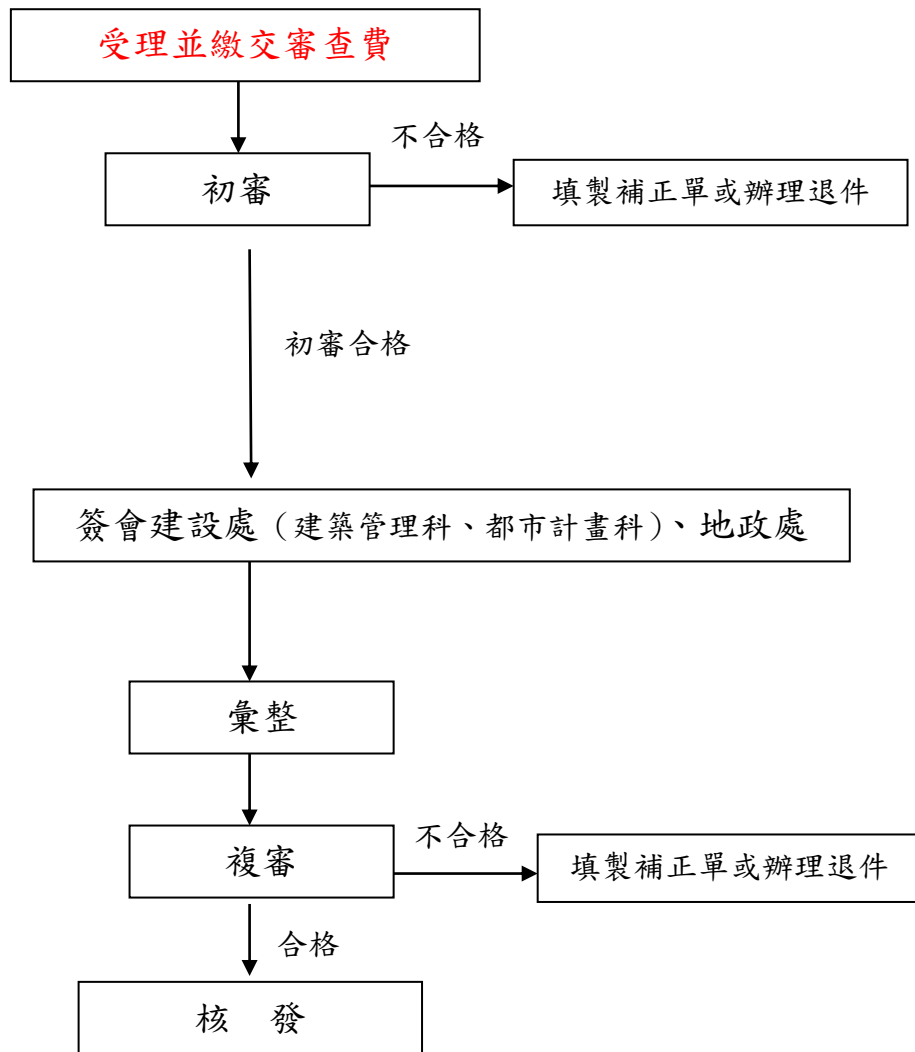 受理並繳交審查費
不合格
初審
填製補正單或辦理退件
初審合格
簽會建設處（建築管理科、都市計畫科）、地政處
彙整
複審
不合格
填製補正單或辦理退件
合格
核　發